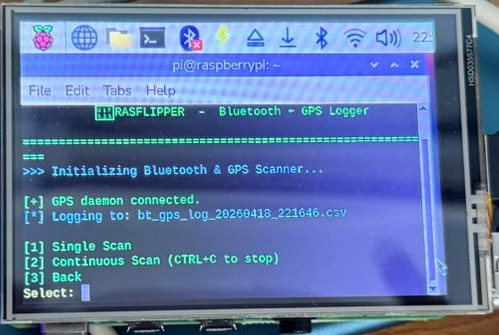 22:
pi@raspberrypi: ~
File Edit Tabs Help
RASFLIPPER - Bluetooth + GPS Logger
================================================================
===
>>> Initializing Bluetooth & GPS Scanner...
[+] GPS daemon connected.
[*] Logging to: bt_gps_log_20260418_221646.csv
[1] Single Scan
[2] Continuous Scan (CTRL+C to stop)
[3] Back
Select:
HSD035577C4